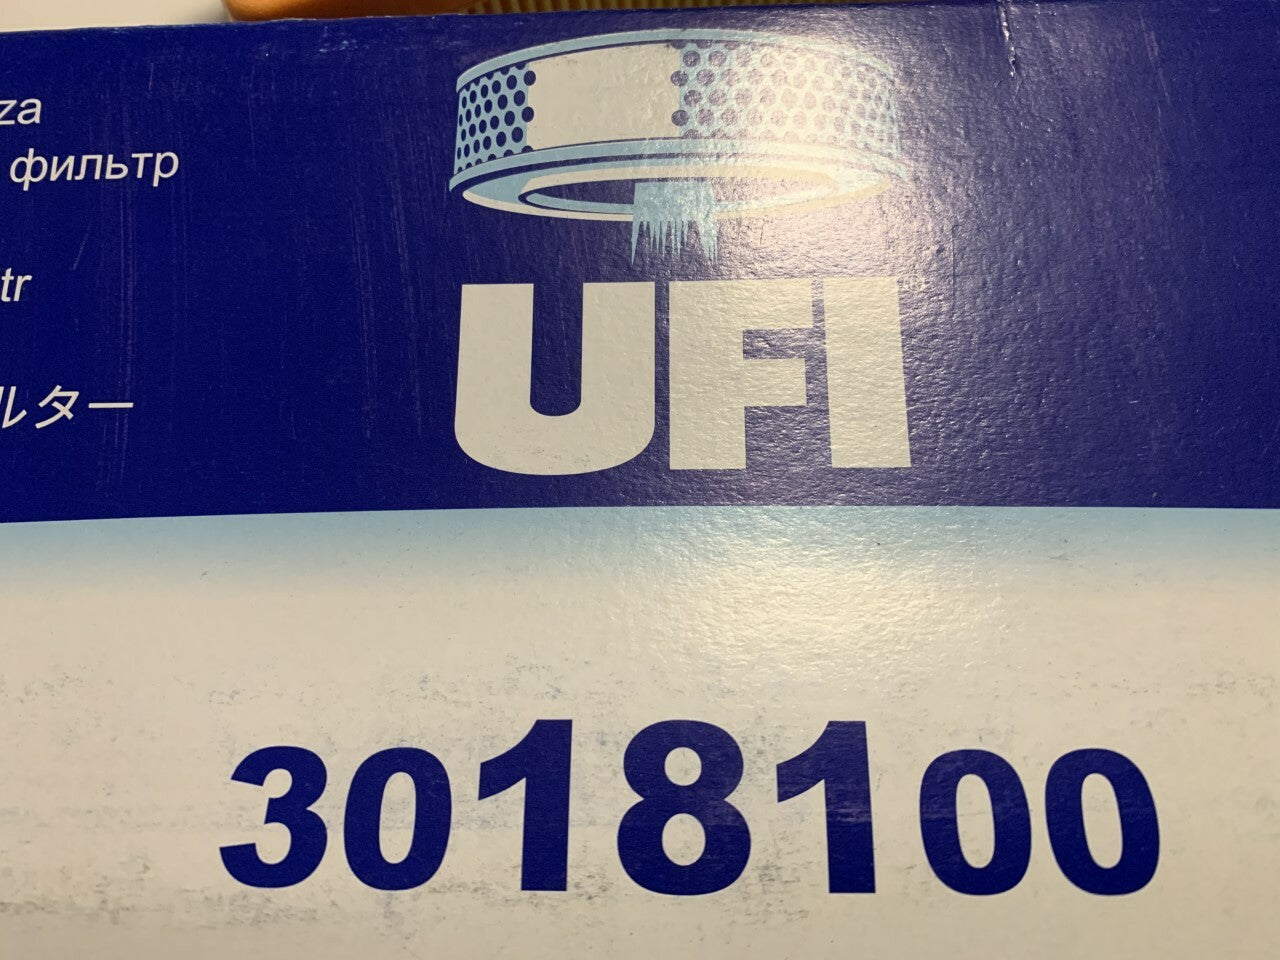 za
фильтр
tr
ルター
UFI
3018100